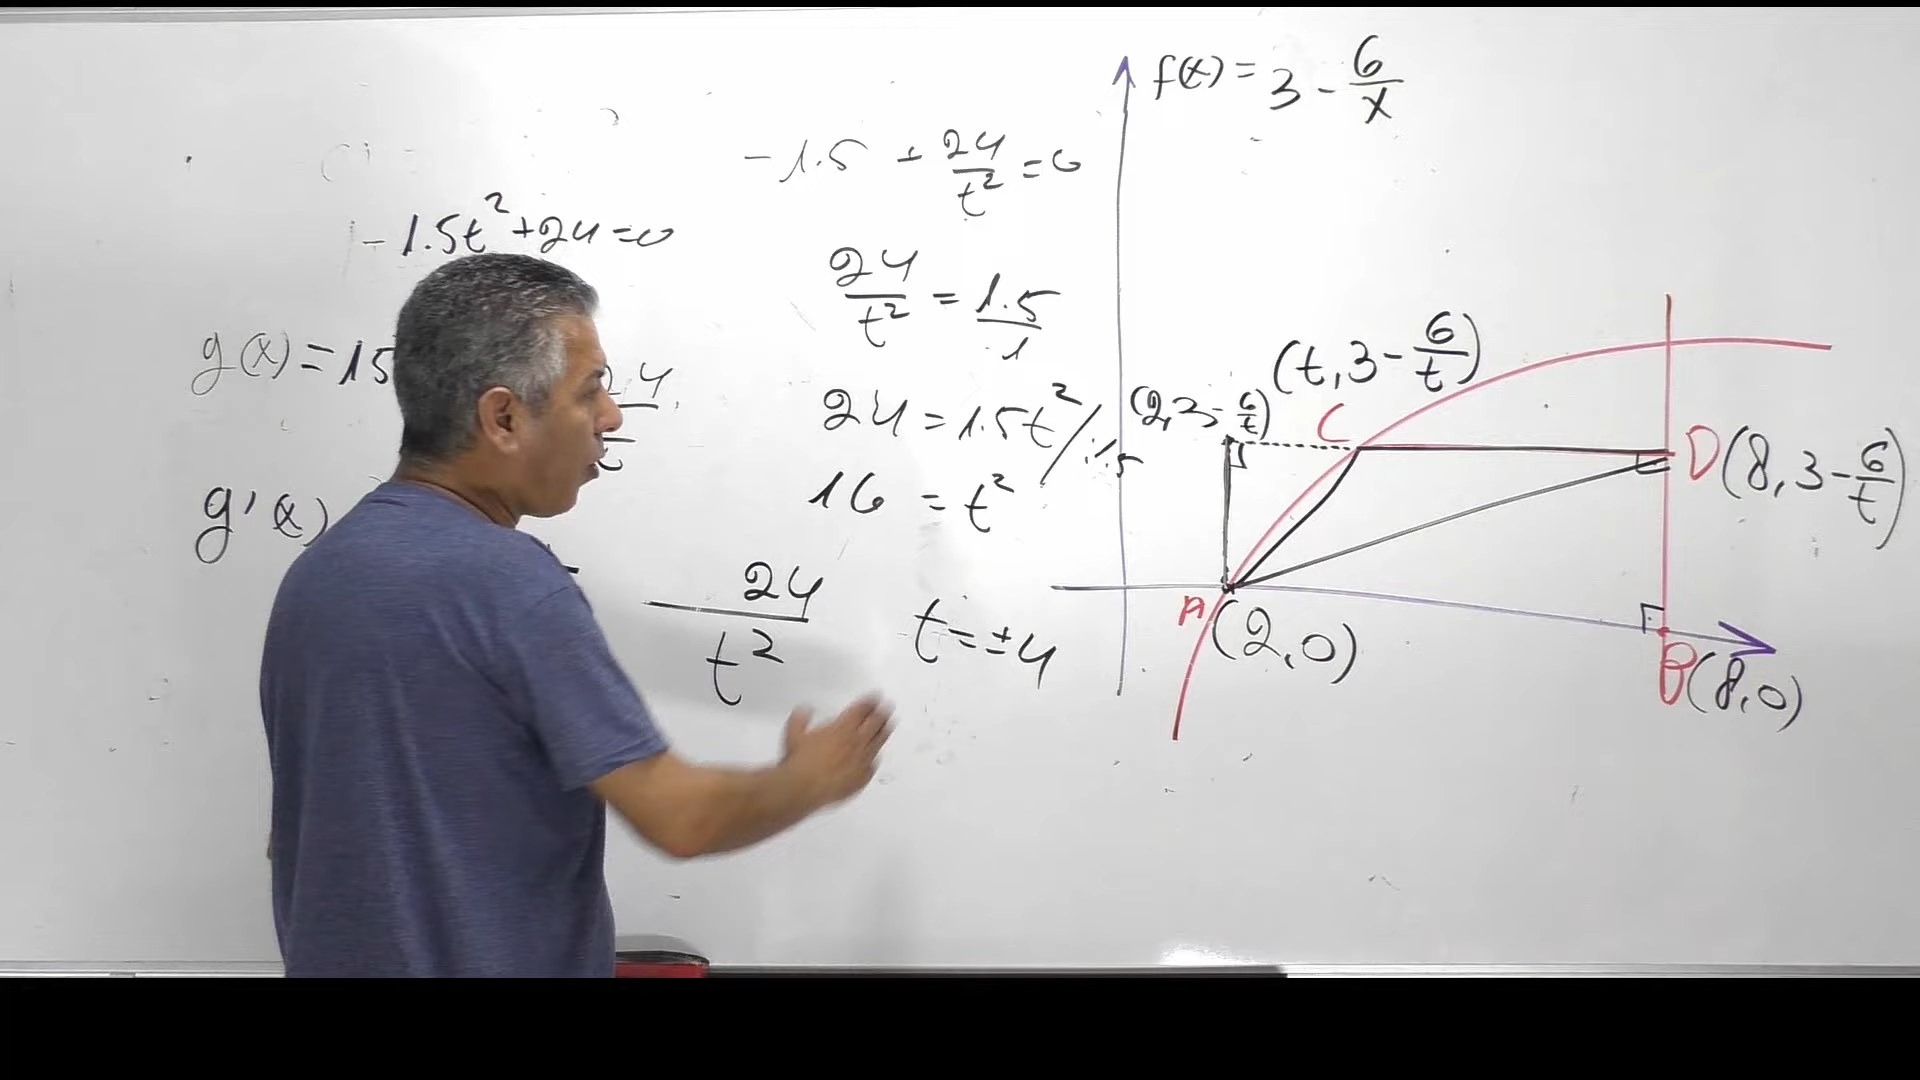 f(x) = 3 - 6/x
-1.5 + 24/t² = 0
-1.5t² + 24 = 0
24/t² = 1.5/1
g(x) = 15
24
24 = 1.5t² / :1.5
16 = t²
g'(x)
24/t²
t = ±4
(2, 3 - 6/t)
(t, 3 - 6/t)
C
D (8, 3 - 6/t)
A (2,0)
B (8,0)